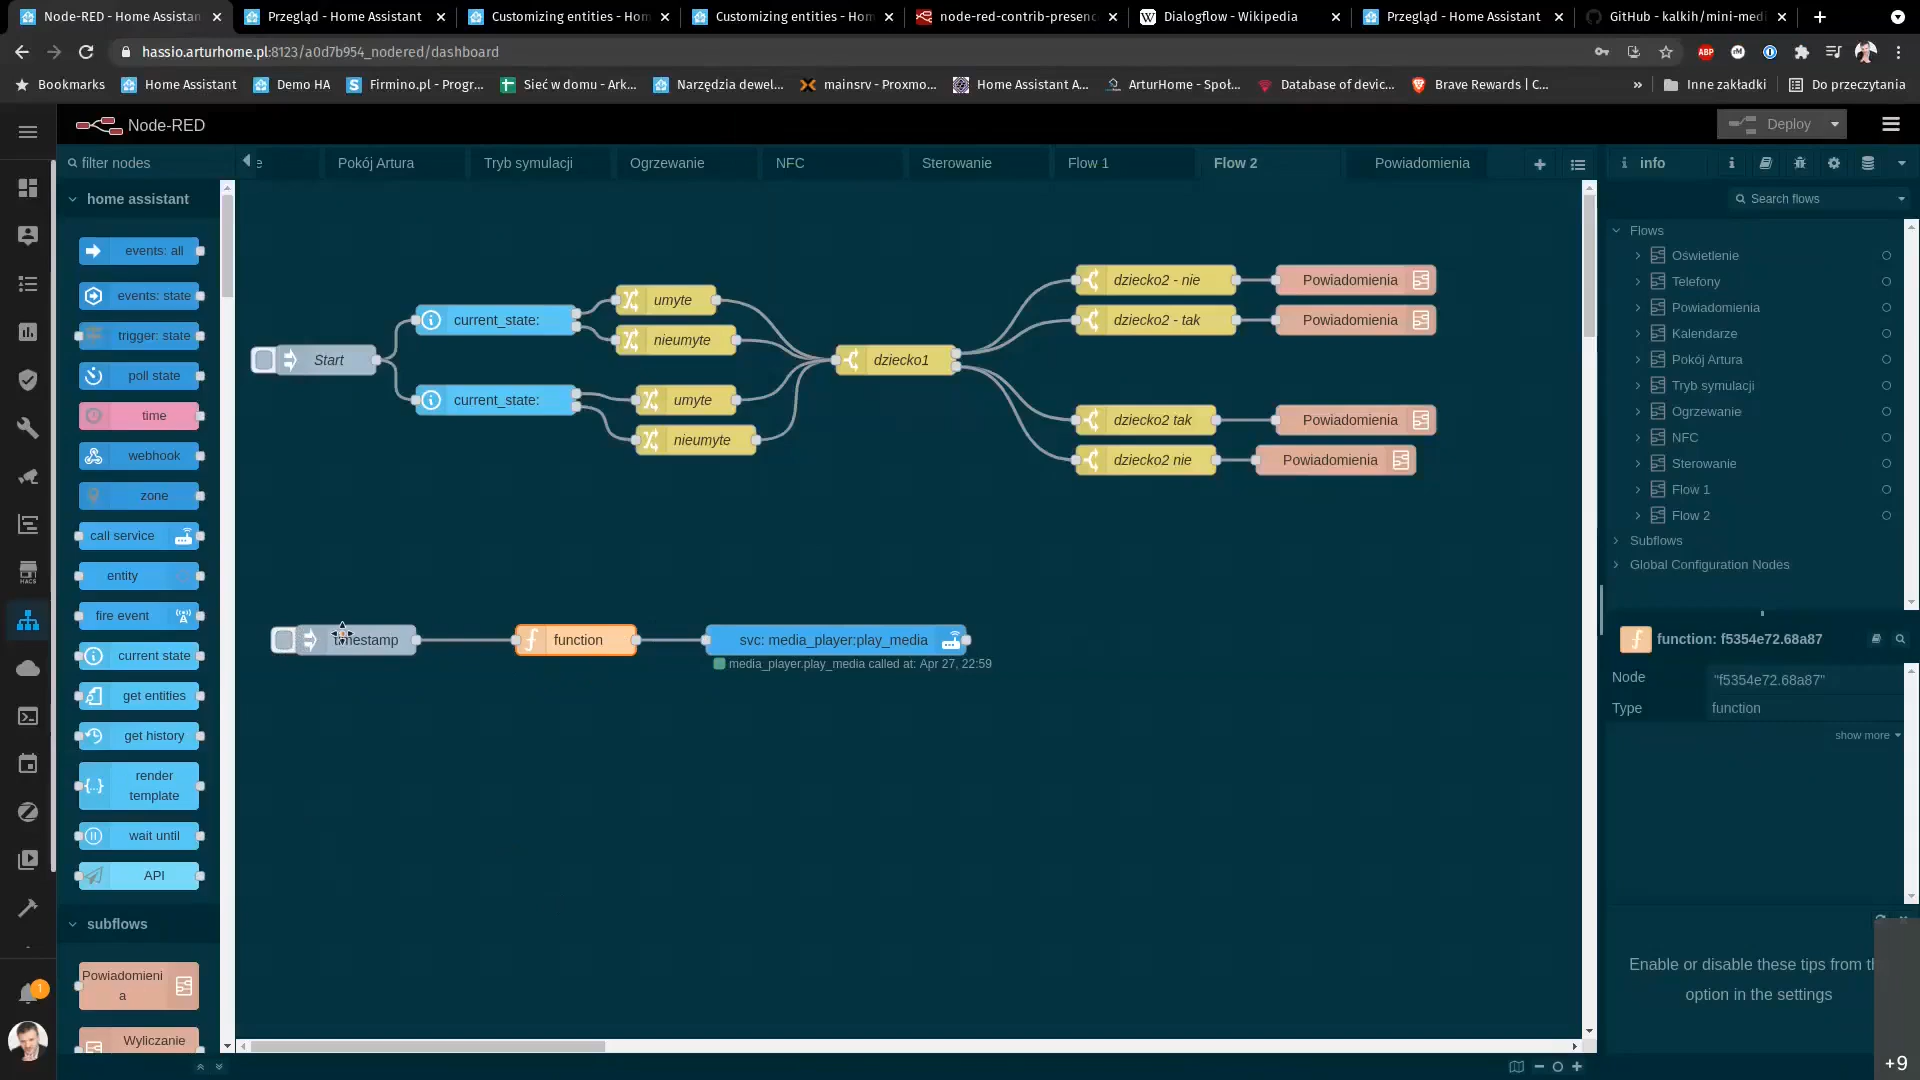 Node-RED - Home Assistan
Przegląd - Home Assistant
Customizing entities - Hom
Customizing entities - Hom
node-red-contrib-presenc
Dialogflow - Wikipedia
Przegląd - Home Assistant
GitHub - kalkih/mini-medi
hassio.arturhome.pl:8123/a0d7b954_nodered/dashboard
Bookmarks
Home Assistant
Demo HA
Firmino.pl - Progr...
Sieć w domu - Ark...
Narzędzia dewel...
mainsrv - Proxmo...
Home Assistant A...
ArturHome - Społ...
Database of devic...
Brave Rewards | C...
Inne zakładki
Do przeczytania
Node-RED
Deploy
filter nodes
e
Pokój Artura
Tryb symulacji
Ogrzewanie
NFC
Sterowanie
Flow 1
Flow 2
Powiadomienia
info
Search flows
home assistant
events: all
events: state
trigger: state
poll state
time
webhook
zone
call service
entity
fire event
current state
get entities
get history
render
template
wait until
API
subflows
Powiadomieni
a
Wyliczanie
HACS
1
Start
current_state:
current_state:
umyte
nieumyte
umyte
nieumyte
dziecko1
dziecko2 - nie
Powiadomienia
dziecko2 - tak
Powiadomienia
dziecko2 tak
Powiadomienia
dziecko2 nie
Powiadomienia
timestamp
function
svc: media_player:play_media
media_player.play_media called at: Apr 27, 22:59
Flows
Oświetlenie
Telefony
Powiadomienia
Kalendarze
Pokój Artura
Tryb symulacji
Ogrzewanie
NFC
Sterowanie
Flow 1
Flow 2
Subflows
Global Configuration Nodes
function: f5354e72.68a87
Node
"f5354e72.68a87"
Type
function
show more
Enable or disable these tips from th
option in the settings
+9